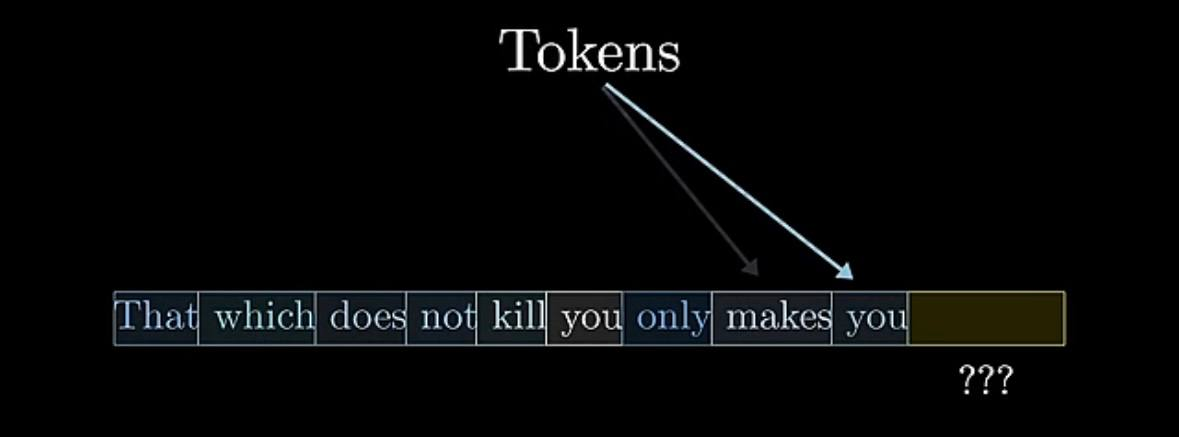 Tokens
That which does not kill you only makes you
???